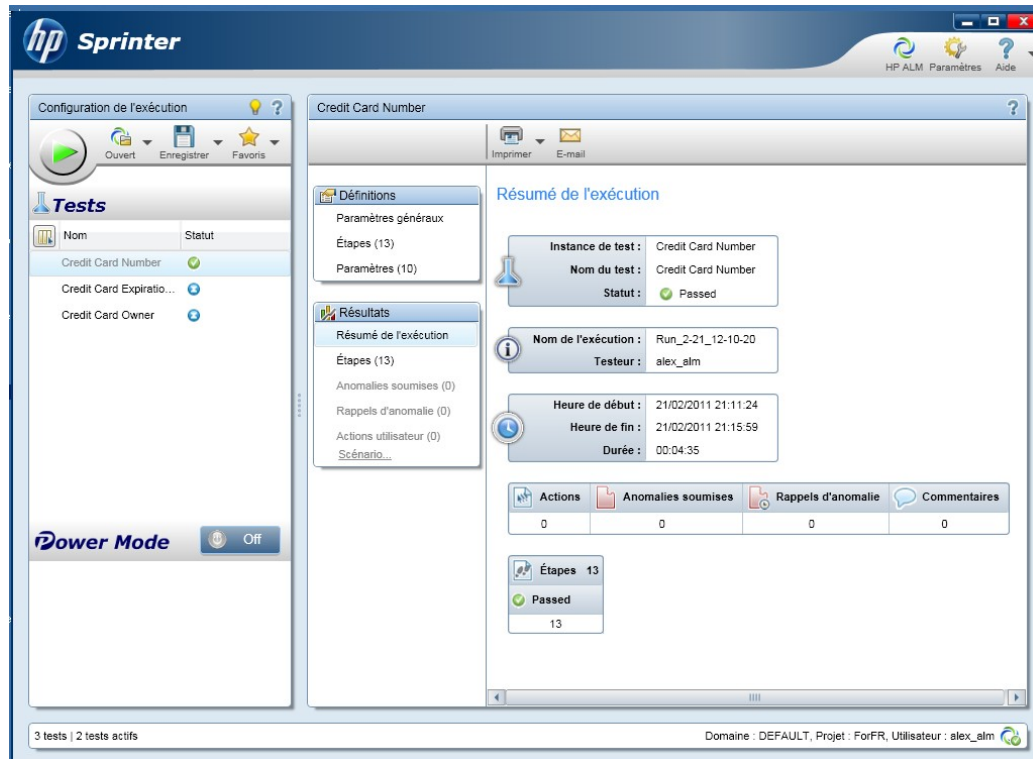 hp Sprinter
HP ALM Paramètres Aide
Configuration de l'exécution ?
Ouvert Enregistrer Favoris
Tests
Nom Statut
Credit Card Number
Credit Card Expiratio...
Credit Card Owner
Power Mode Off
Credit Card Number ?
Imprimer E-mail
Définitions
Paramètres généraux
Étapes (13)
Paramètres (10)
Résultats
Résumé de l'exécution
Étapes (13)
Anomalies soumises (0)
Rappels d'anomalie (0)
Actions utilisateur (0)
Scénario...
Résumé de l'exécution
Instance de test : Credit Card Number
Nom du test : Credit Card Number
Statut : Passed
Nom de l'exécution : Run_2-21_12-10-20
Testeur : alex_alm
Heure de début : 21/02/2011 21:11:24
Heure de fin : 21/02/2011 21:15:59
Durée : 00:04:35
Actions Anomalies soumises Rappels d'anomalie Commentaires
0 0 0 0
Étapes 13
Passed
13
3 tests | 2 tests actifs
Domaine : DEFAULT, Projet : ForFR, Utilisateur : alex_alm